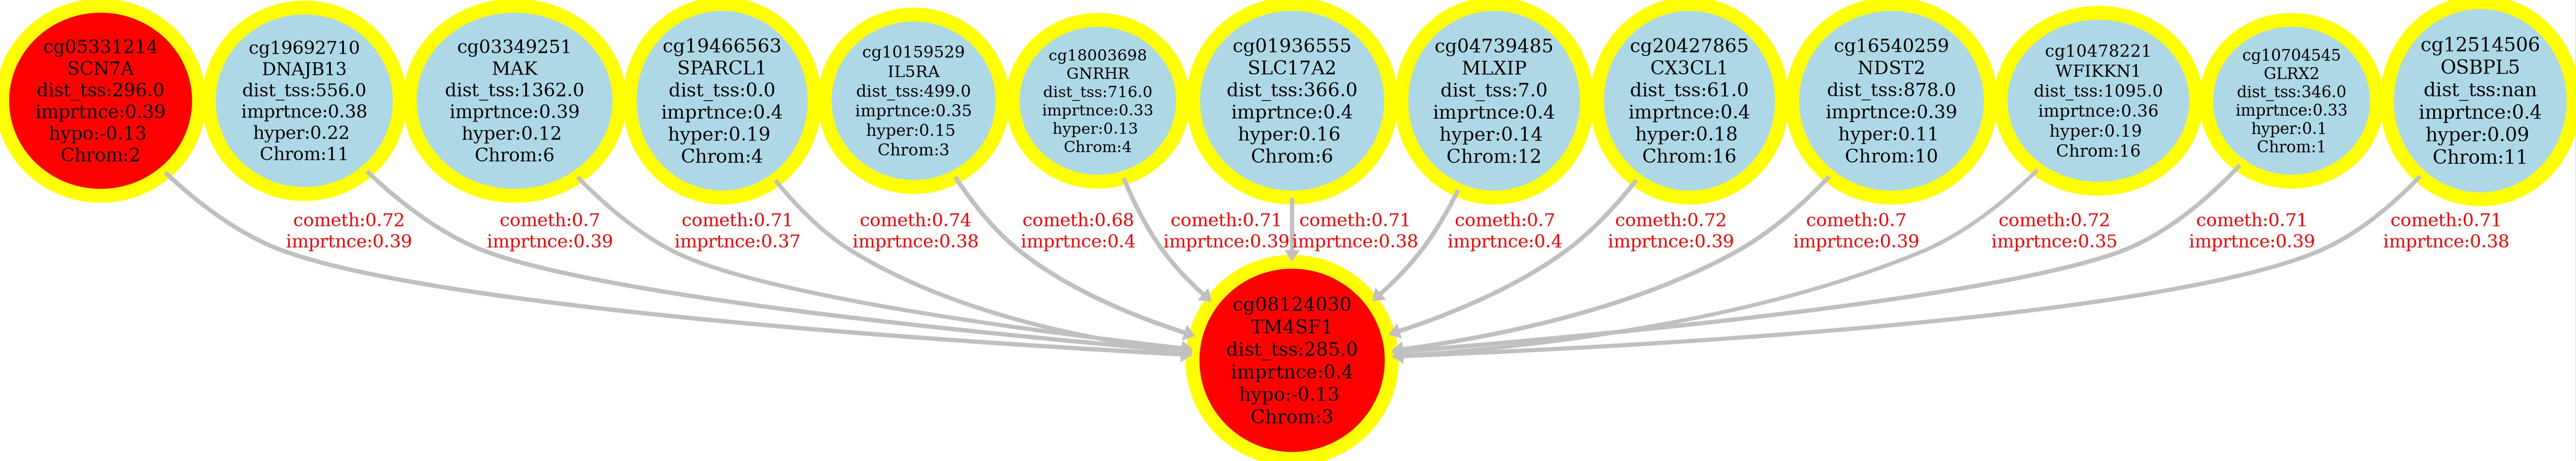 cg05331214
SCN7A
dist_tss:296.0
imprtnce:0.39
hypo:-0.13
Chrom:2
cg19692710
DNAJB13
dist_tss:556.0
imprtnce:0.38
hyper:0.22
Chrom:11
cg03349251
MAK
dist_tss:1362.0
imprtnce:0.39
hyper:0.12
Chrom:6
cg19466563
SPARCL1
dist_tss:0.0
imprtnce:0.4
hyper:0.19
Chrom:4
cg10159529
IL5RA
dist_tss:499.0
imprtnce:0.35
hyper:0.15
Chrom:3
cg18003698
GNRHR
dist_tss:716.0
imprtnce:0.33
hyper:0.13
Chrom:4
cg01936555
SLC17A2
dist_tss:366.0
imprtnce:0.4
hyper:0.16
Chrom:6
cg04739485
MLXIP
dist_tss:7.0
imprtnce:0.4
hyper:0.14
Chrom:12
cg20427865
CX3CL1
dist_tss:61.0
imprtnce:0.4
hyper:0.18
Chrom:16
cg16540259
NDST2
dist_tss:878.0
imprtnce:0.39
hyper:0.11
Chrom:10
cg10478221
WFIKKN1
dist_tss:1095.0
imprtnce:0.36
hyper:0.19
Chrom:16
cg10704545
GLRX2
dist_tss:346.0
imprtnce:0.33
hyper:0.1
Chrom:1
cg12514506
OSBPL5
dist_tss:nan
imprtnce:0.4
hyper:0.09
Chrom:11
cometh:0.72
imprtnce:0.39
cometh:0.7
imprtnce:0.39
cometh:0.71
imprtnce:0.37
cometh:0.74
imprtnce:0.38
cometh:0.68
imprtnce:0.4
cometh:0.71
imprtnce:0.39
cometh:0.71
imprtnce:0.38
cometh:0.7
imprtnce:0.4
cometh:0.72
imprtnce:0.39
cometh:0.7
imprtnce:0.39
cometh:0.72
imprtnce:0.35
cometh:0.71
imprtnce:0.39
cometh:0.71
imprtnce:0.38
cg08124030
TM4SF1
dist_tss:285.0
imprtnce:0.4
hypo:-0.13
Chrom:3